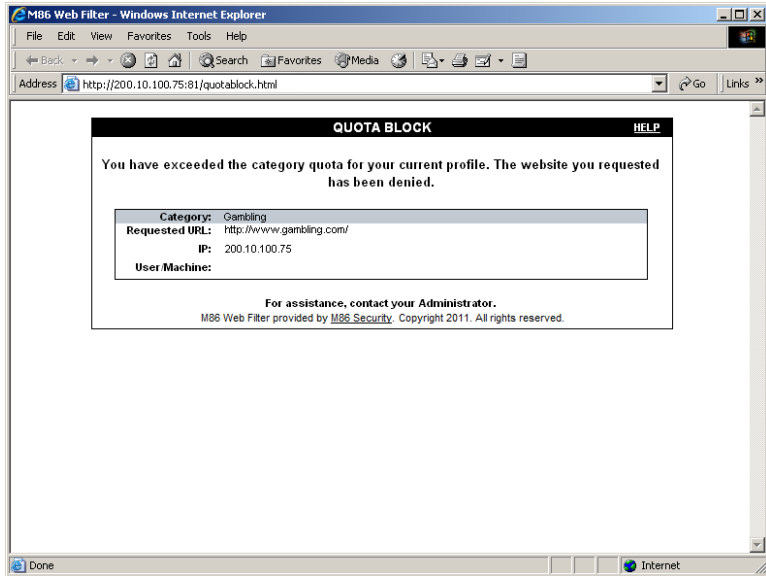 M86 Web Filter - Windows Internet Explorer
File Edit View Favorites Tools Help
Back Search Favorites Media
Address http://200.10.100.75:81/quotablock.html Go Links »
QUOTA BLOCK HELP
You have exceeded the category quota for your current profile. The website you requested
has been denied.
Category: Gambling
Requested URL: http://www.gambling.com/
IP: 200.10.100.75
User/Machine:
For assistance, contact your Administrator.
M86 Web Filter provided by M86 Security. Copyright 2011. All rights reserved.
Done Internet